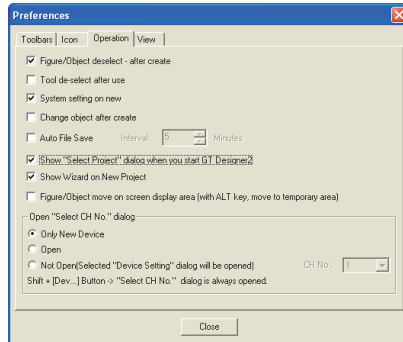 Preferences
Toolbars Icon Operation View
Figure/Object deselect - after create
Tool de-select after use
System setting on new
Change object after create
Auto File Save Interval: 5 Minutes
Show "Select Project" dialog when you start GT Designer2
Show Wizard on New Project
Figure/Object move on screen display area (with ALT key, move to temporary area)
Open "Select CH No." dialog
Only New Device
Open
Not Open(Selected "Device Setting" dialog will be opened) CH No.: 1
Shift + [Dev...] Button -> "Select CH No." dialog is always opened.
Close